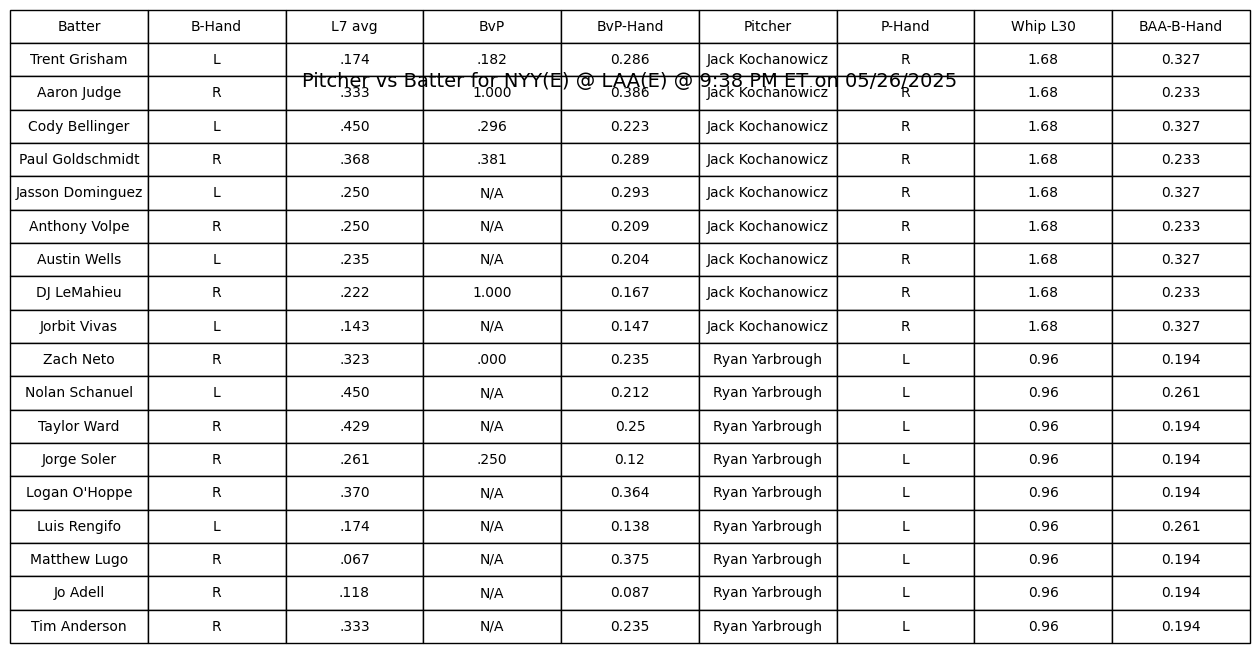 Batter B-Hand L7 avg BvP BvP-Hand Pitcher P-Hand Whip L30 BAA-B-Hand
Trent Grisham L .174 .182 0.286 Jack Kochanowicz R 1.68 0.327
Pitcher vs Batter for NYY(E) @ LAA(E) @ 9:38 PM ET on 05/26/2025
Aaron Judge R .333 1.000 0.386 Jack Kochanowicz R 1.68 0.233
Cody Bellinger L .450 .296 0.223 Jack Kochanowicz R 1.68 0.327
Paul Goldschmidt R .368 .381 0.289 Jack Kochanowicz R 1.68 0.233
Jasson Dominguez L .250 N/A 0.293 Jack Kochanowicz R 1.68 0.327
Anthony Volpe R .250 N/A 0.209 Jack Kochanowicz R 1.68 0.233
Austin Wells L .235 N/A 0.204 Jack Kochanowicz R 1.68 0.327
DJ LeMahieu R .222 1.000 0.167 Jack Kochanowicz R 1.68 0.233
Jorbit Vivas L .143 N/A 0.147 Jack Kochanowicz R 1.68 0.327
Zach Neto R .323 .000 0.235 Ryan Yarbrough L 0.96 0.194
Nolan Schanuel L .450 N/A 0.212 Ryan Yarbrough L 0.96 0.261
Taylor Ward R .429 N/A 0.25 Ryan Yarbrough L 0.96 0.194
Jorge Soler R .261 .250 0.12 Ryan Yarbrough L 0.96 0.194
Logan O'Hoppe R .370 N/A 0.364 Ryan Yarbrough L 0.96 0.194
Luis Rengifo L .174 N/A 0.138 Ryan Yarbrough L 0.96 0.261
Matthew Lugo R .067 N/A 0.375 Ryan Yarbrough L 0.96 0.194
Jo Adell R .118 N/A 0.087 Ryan Yarbrough L 0.96 0.194
Tim Anderson R .333 N/A 0.235 Ryan Yarbrough L 0.96 0.194